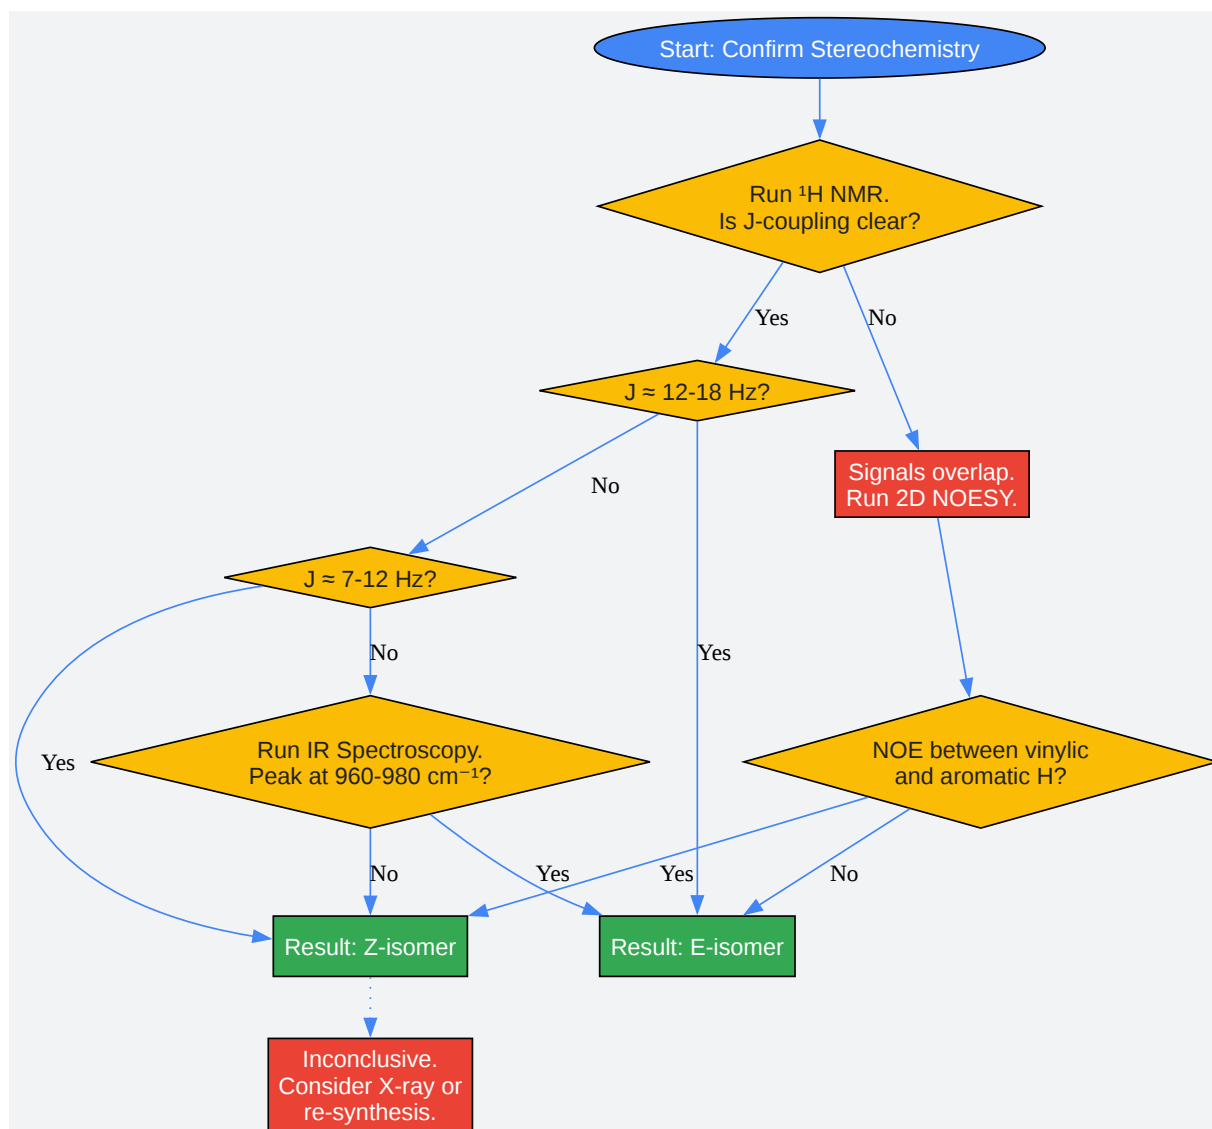 Start: Confirm Stereochemistry
Run ¹H NMR.
Is J-coupling clear?
Yes
No
J ≈ 12-18 Hz?
Signals overlap.
Run 2D NOESY.
No
J ≈ 7-12 Hz?
No
Yes
Run IR Spectroscopy.
Peak at 960-980 cm⁻¹?
NOE between vinylic
and aromatic H?
Yes
No
Yes
Yes
No
Result: Z-isomer
Result: E-isomer
Inconclusive.
Consider X-ray or
re-synthesis.